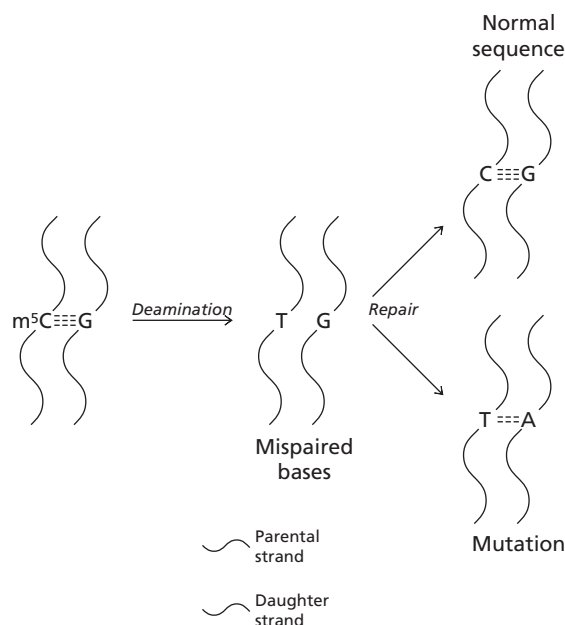 Normal
sequence
C G
m⁵C G
Deamination
T G
Repair
T A
Mispaired
bases
Mutation
Parental
strand
Daughter
strand